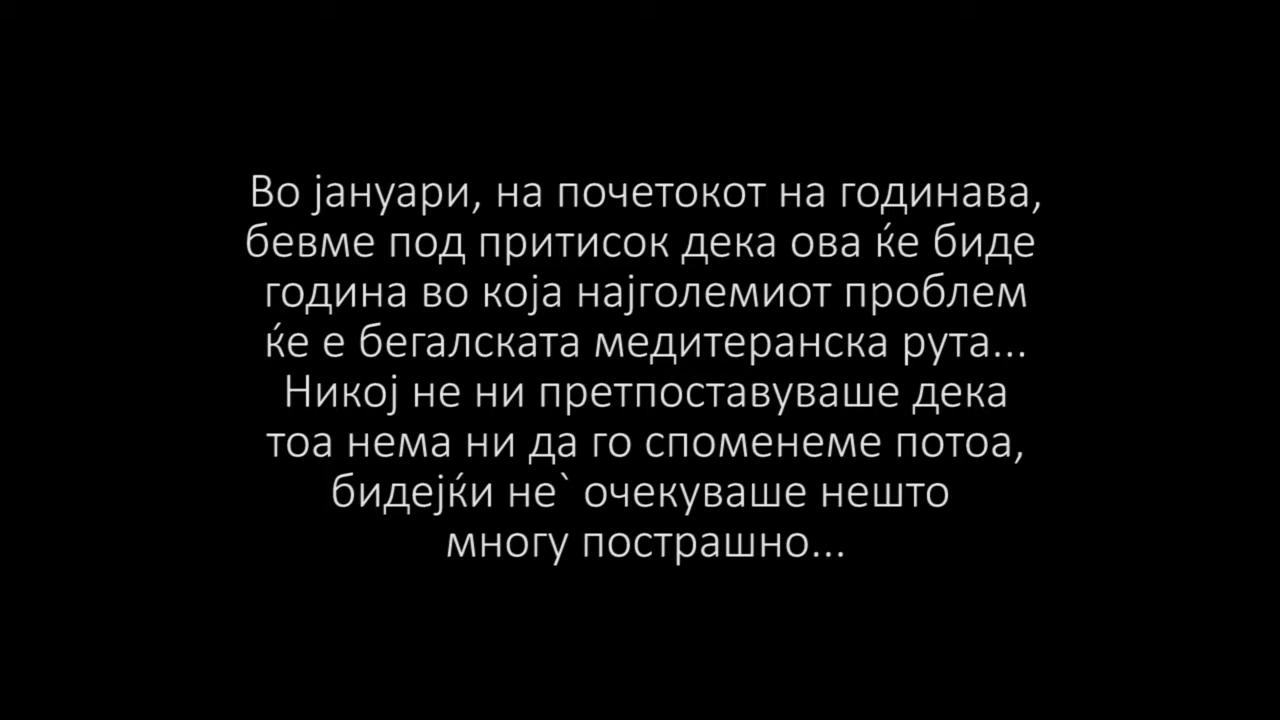 Во јануари, на почетокот на годинава,
бевме под притисок дека ова ќе биде
година во која најголемиот проблем
ќе е бегалската медитеранска рута...
Никој не ни претпоставуваше дека
тоа нема ни да го споменеме потоа,
бидејќи не` очекуваше нешто
многу пострашно...